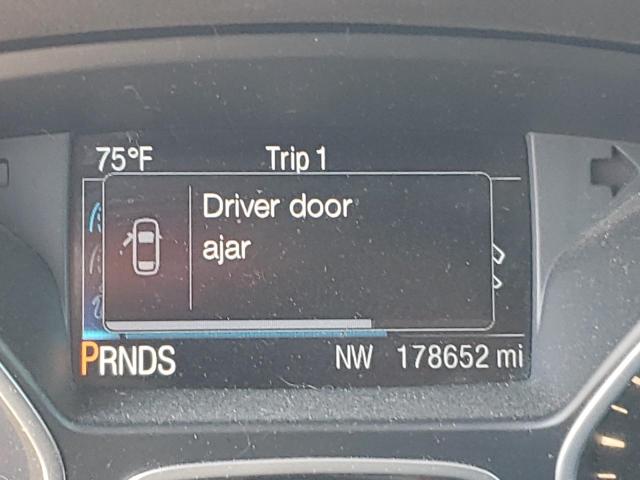 75°F Trip 1
Driver door
ajar
PRNDS NW 178652 mi